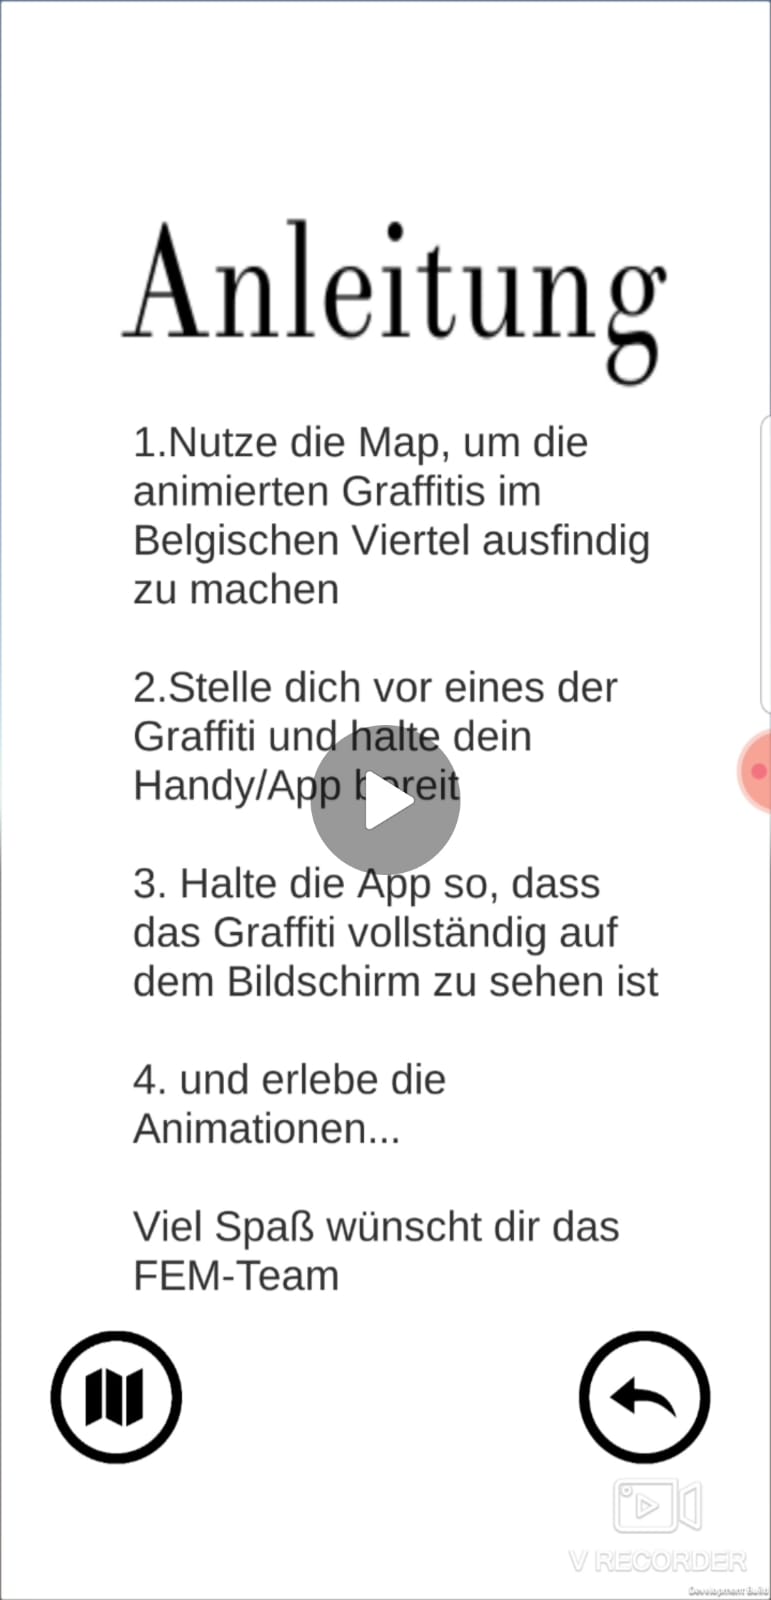 Anleitung
1.Nutze die Map, um die
animierten Graffitis im
Belgischen Viertel ausfindig
zu machen
2.Stelle dich vor eines der
Graffiti und halte dein
Handy/App bereit
3. Halte die App so, dass
das Graffiti vollständig auf
dem Bildschirm zu sehen ist
4. und erlebe die
Animationen...
Viel Spaß wünscht dir das
FEM-Team
V RECORDER
Development Build